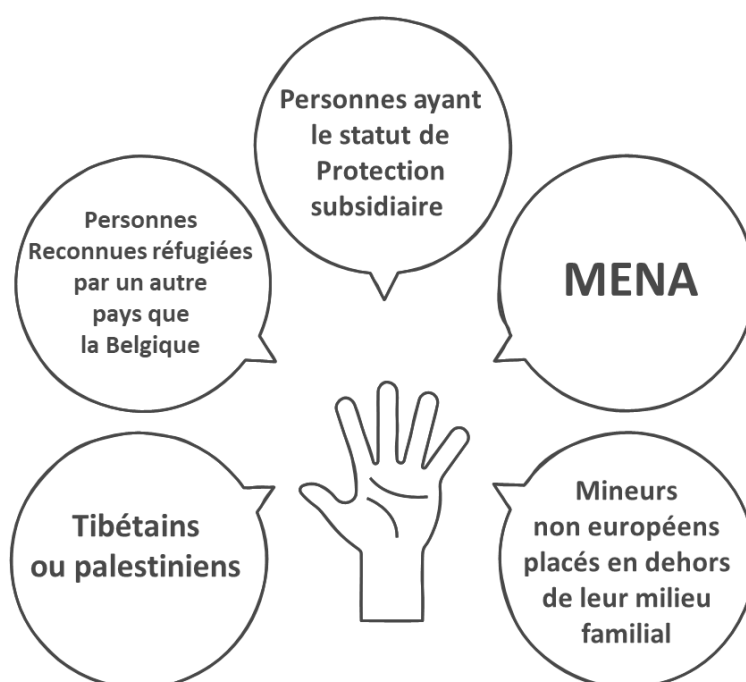 Personnes ayant
le statut de
Protection
subsidiaire
Personnes
Reconnues réfugiées
par un autre
pays que
la Belgique
MENA
Tibétains
ou palestiniens
Mineurs
non européens
placés en dehors
de leur milieu
familial